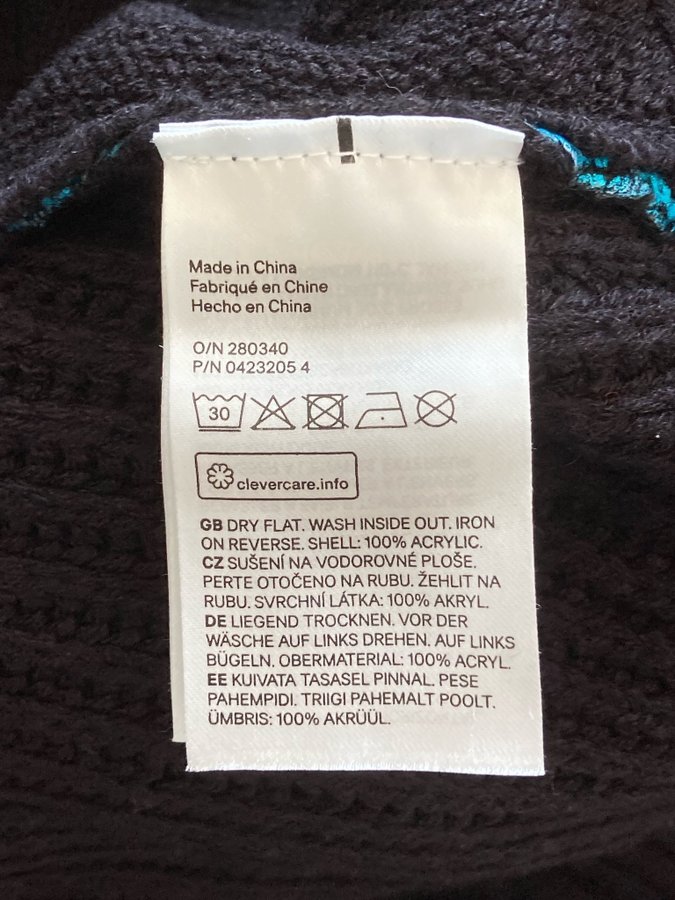 Made in China
Fabriqué en Chine
Hecho en China
O/N 280340
P/N 0423205 4
30
clevercare.info
GB DRY FLAT. WASH INSIDE OUT. IRON
ON REVERSE. SHELL: 100% ACRYLIC.
CZ SUŠENÍ NA VODOROVNÉ PLOŠE.
PERTE OTOČENO NA RUBU. ŽEHLIT NA
RUBU. SVRCHNÍ LÁTKA: 100% AKRYL.
DE LIEGEND TROCKNEN. VOR DER
WÄSCHE AUF LINKS DREHEN. AUF LINKS
BÜGELN. OBERMATERIAL: 100% ACRYL.
EE KUIVATA TASASEL PINNAL. PESE
PAHEMPIDI. TRIIGI PAHEMALT POOLT.
ÜMBRIS: 100% AKRÜÜL.